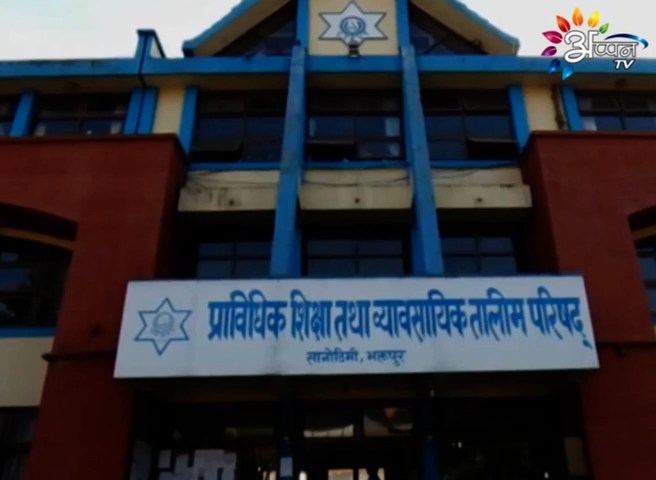 अप्पन
TV
प्राविधिक शिक्षा तथा व्यावसायिक तालीम परिषद्
सानोठिमी, भक्तपुर